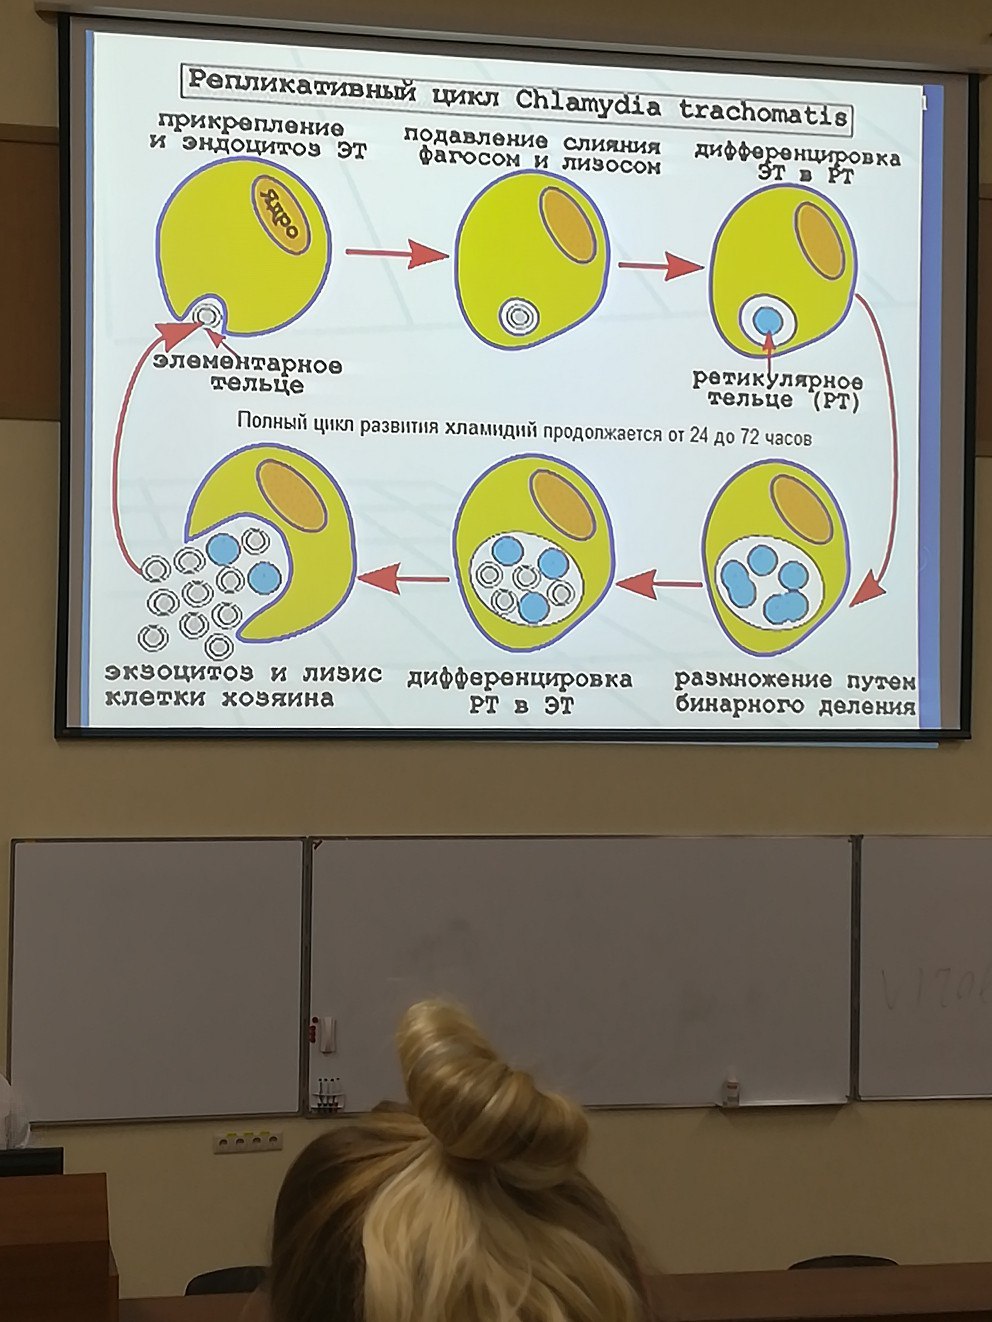 Репликативный цикл Chlamydia trachomatis
прикрепление
и эндоцитоз ЭТ
подавление слияния
фагосом и лизосом
дифференцировка
ЭТ в РТ
ядро
элементарное
тельце
ретикулярное
тельце (РТ)
Полный цикл развития хламидий продолжается от 24 до 72 часов
экзоцитоз и лизис
клетки хозяина
дифференцировка
РТ в ЭТ
размножение путем
бинарного деления